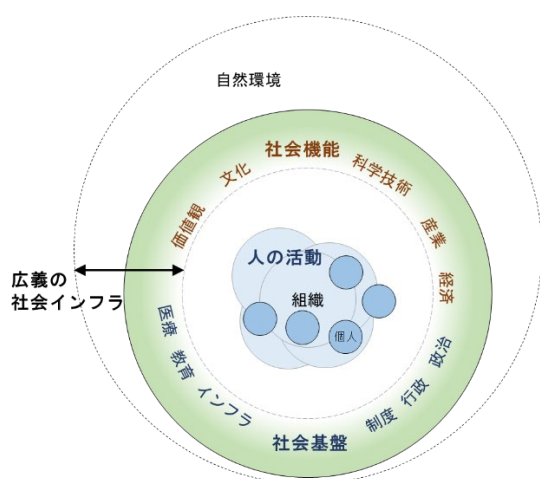 自然環境
社会機能
文化
科学技術
価値観
産業
人の活動
経済
広義の
社会インフラ
組織
個人
医療
教育
インフラ
政治
行政
制度
社会基盤